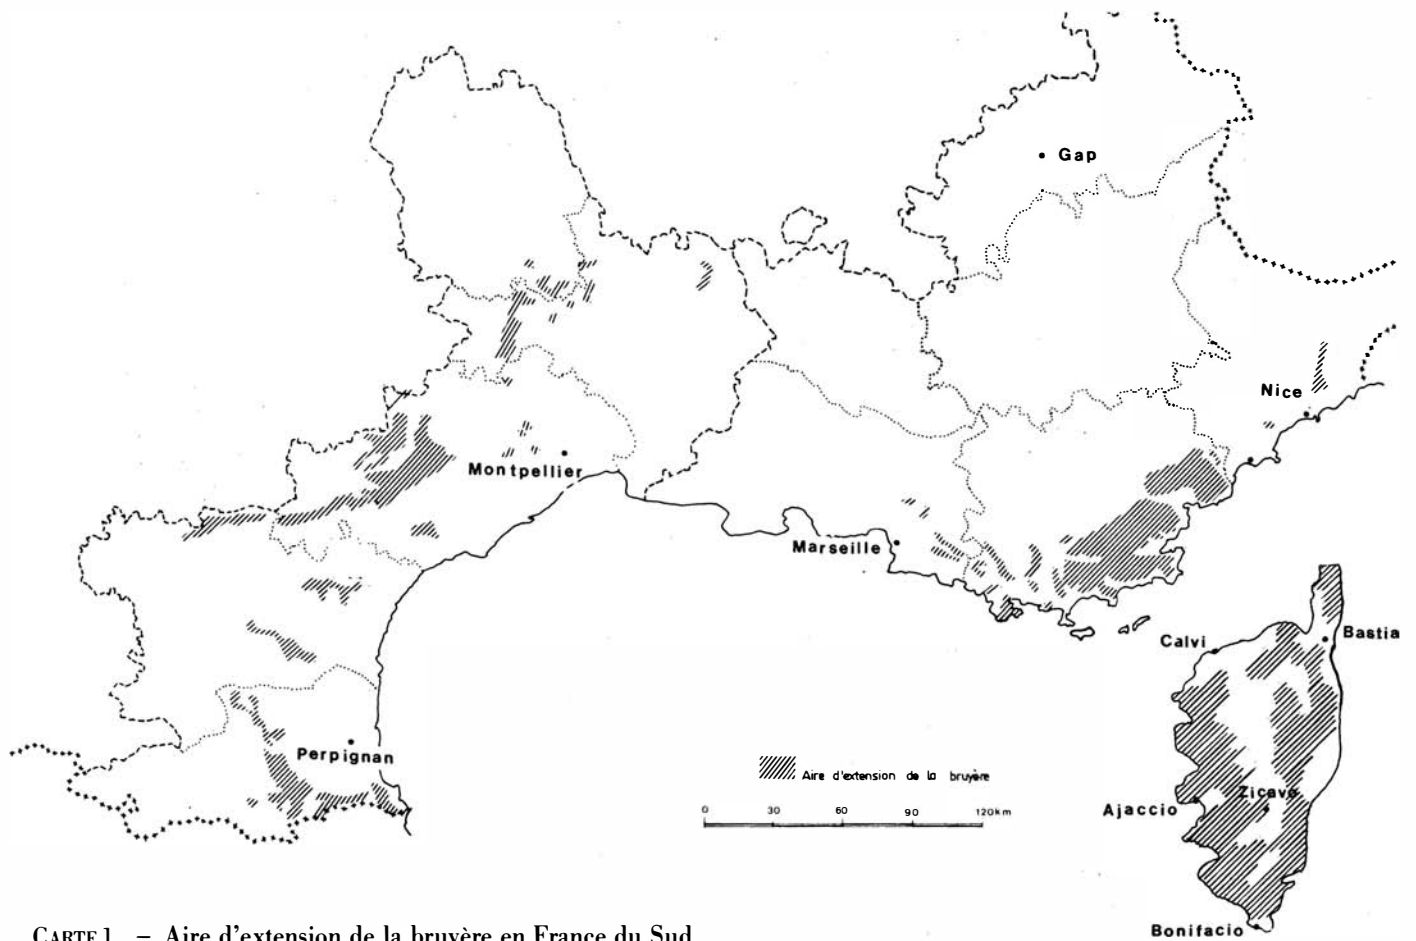 Gap
Nice
Montpellier
Marseille
Calvi
Bastia
Perpignan
Aire d'extension de la bruyère
Zicavo
Ajaccio
0 30 60 90 120km
Bonifacio
CARTE 1. – Aire d'extension de la bruyère en France du Sud